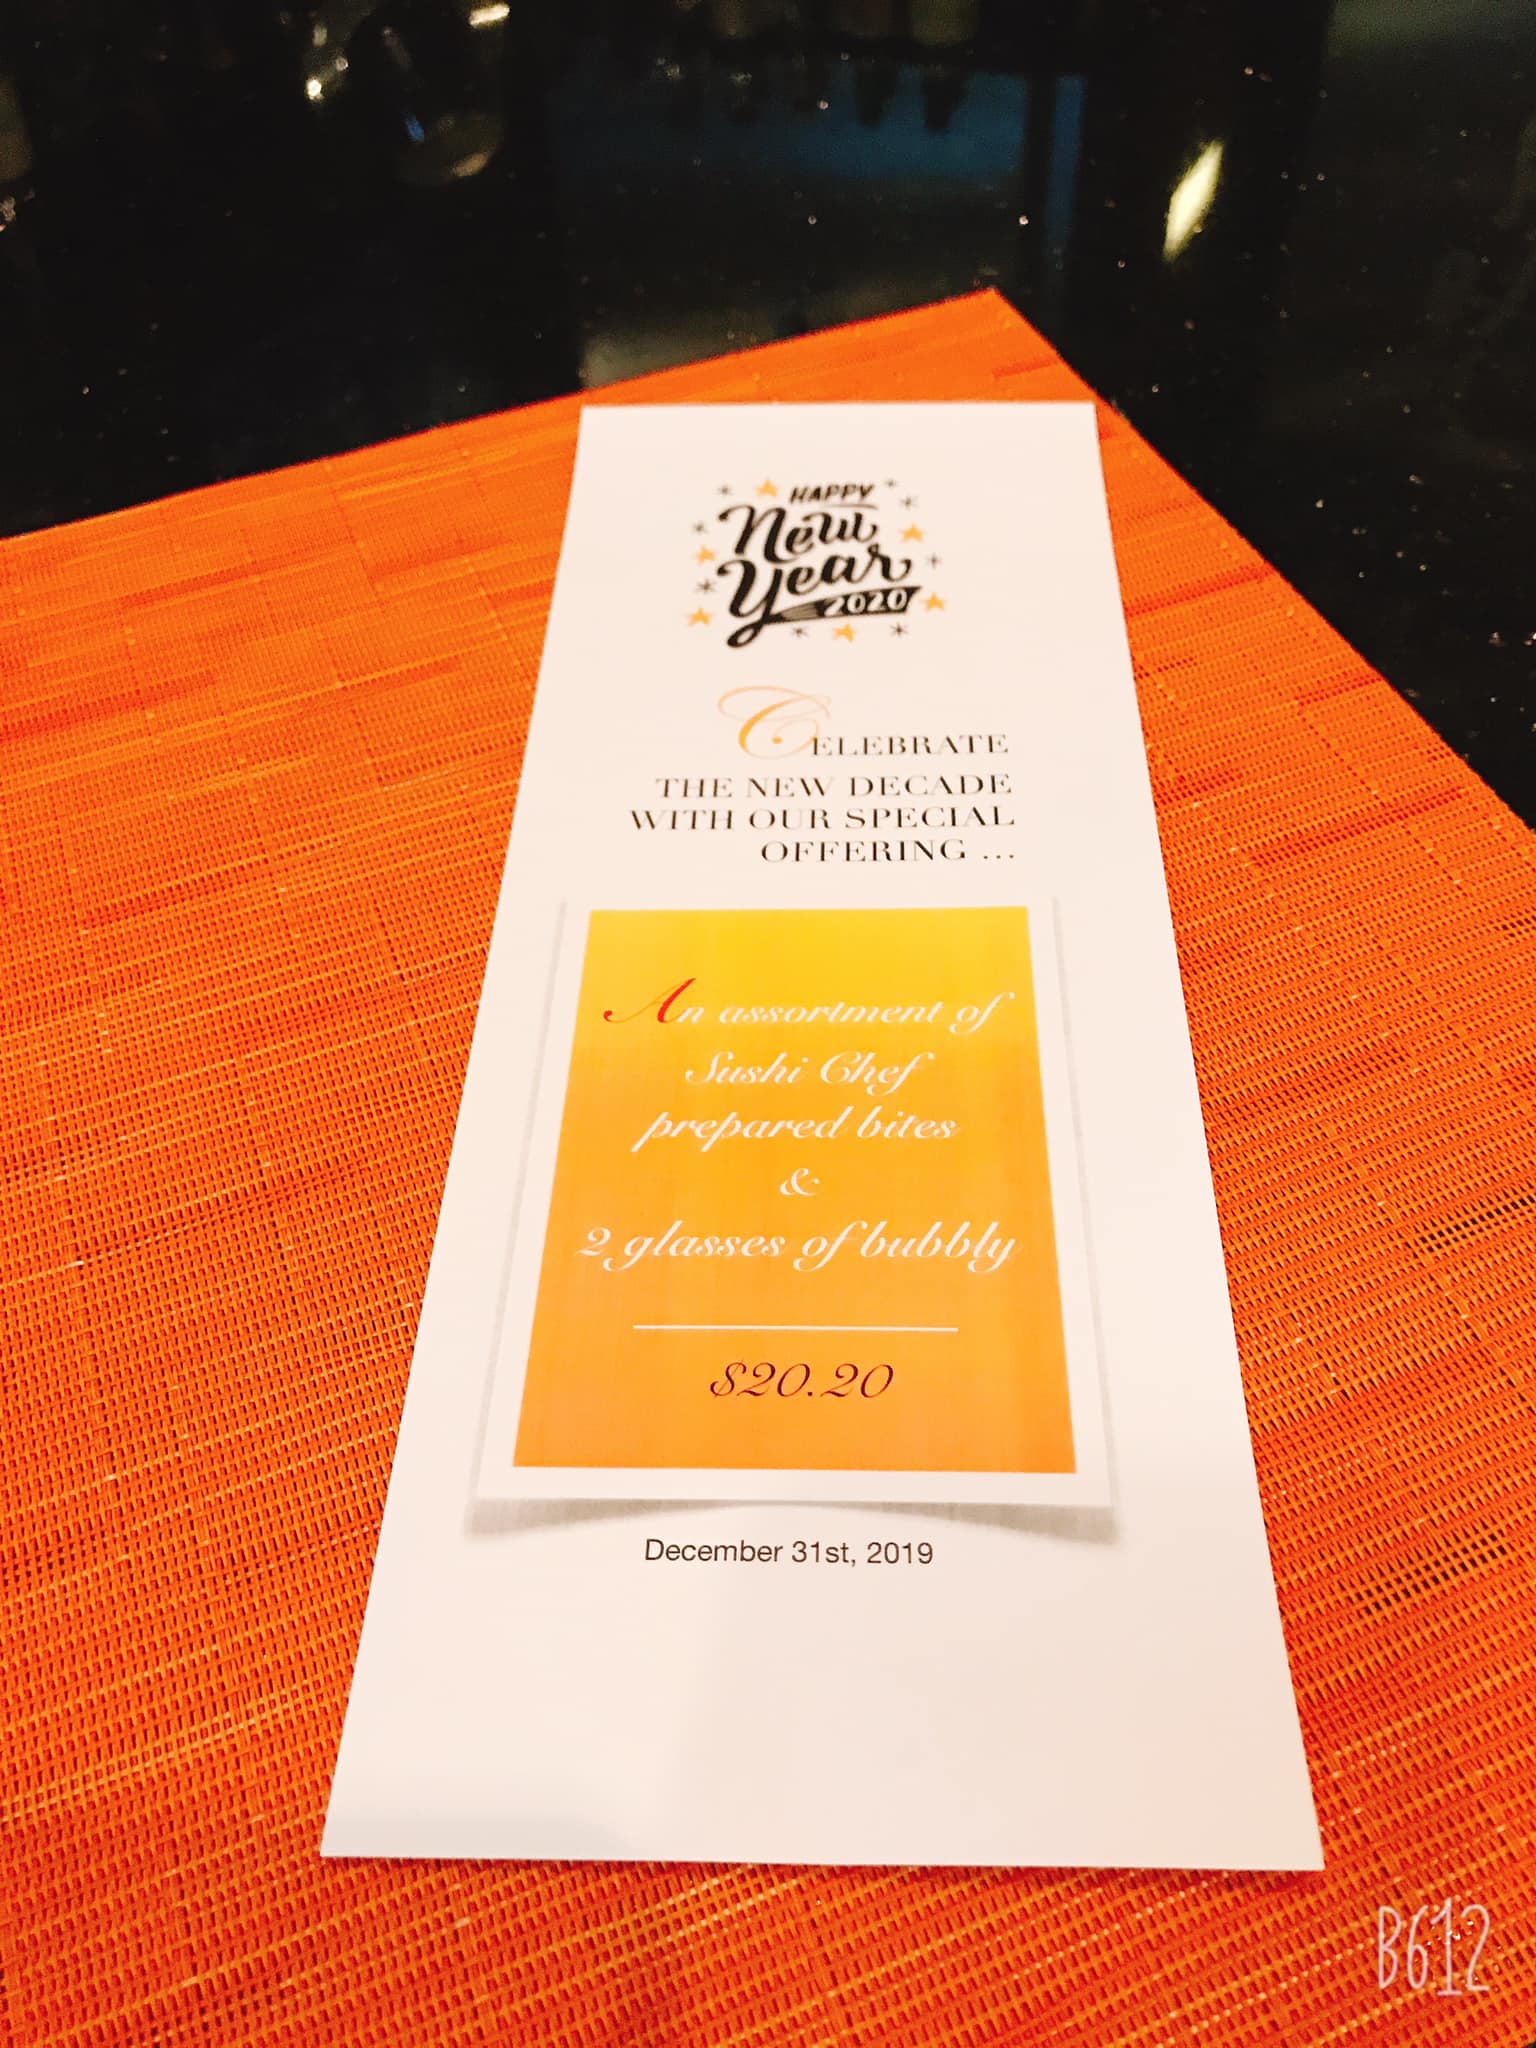 HAPPY
New
Year
2020
CELEBRATE
THE NEW DECADE
WITH OUR SPECIAL
OFFERING ...
An assortment of
Sushi Chef
prepared bites
&
2 glasses of bubbly
$20.20
December 31st, 2019
B612